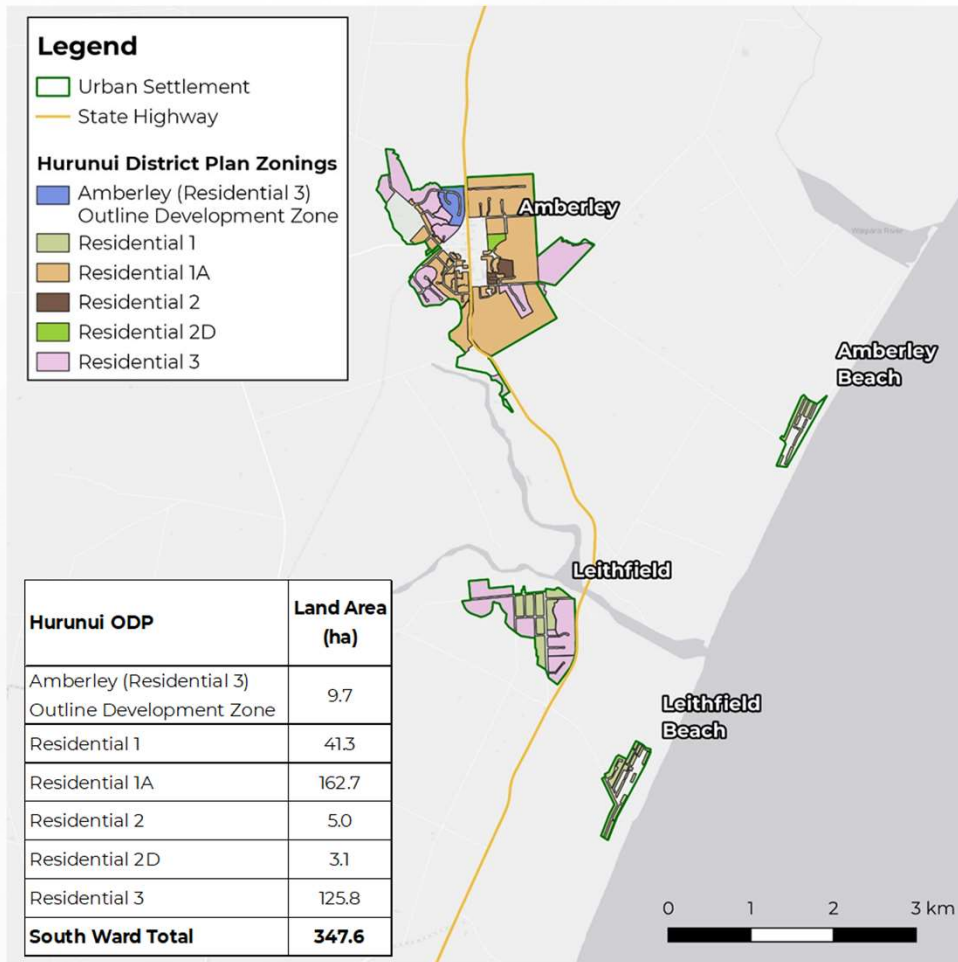 Legend
Urban Settlement
State Highway
Hurunui District Plan Zonings
Amberley (Residential 3)
Outline Development Zone
Residential 1
Residential 1A
Residential 2
Residential 2D
Residential 3
Amberley
Waipara River
Amberley
Beach
Leithfield
Leithfield
Beach
Hurunui ODP Land Area
(ha)
Amberley (Residential 3)
Outline Development Zone 9.7
Residential 1 41.3
Residential 1A 162.7
Residential 2 5.0
Residential 2D 3.1
Residential 3 125.8
South Ward Total 347.6
0 1 2 3 km